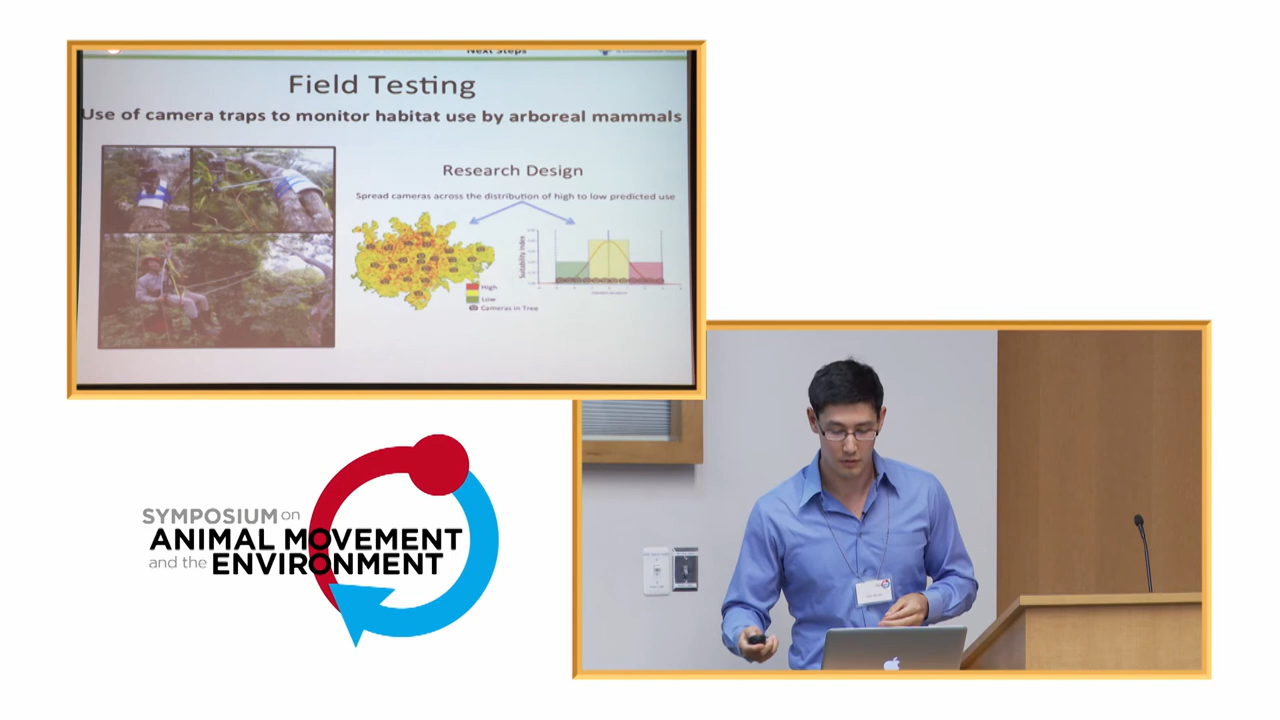 Next Steps
Field Testing
Use of camera traps to monitor habitat use by arboreal mammals
Research Design
Spread cameras across the distribution of high to low predicted use
Suitability Index
High
Low
Cameras in Tree
SYMPOSIUM on
ANIMAL MOVEMENT
and the ENVIRONMENT